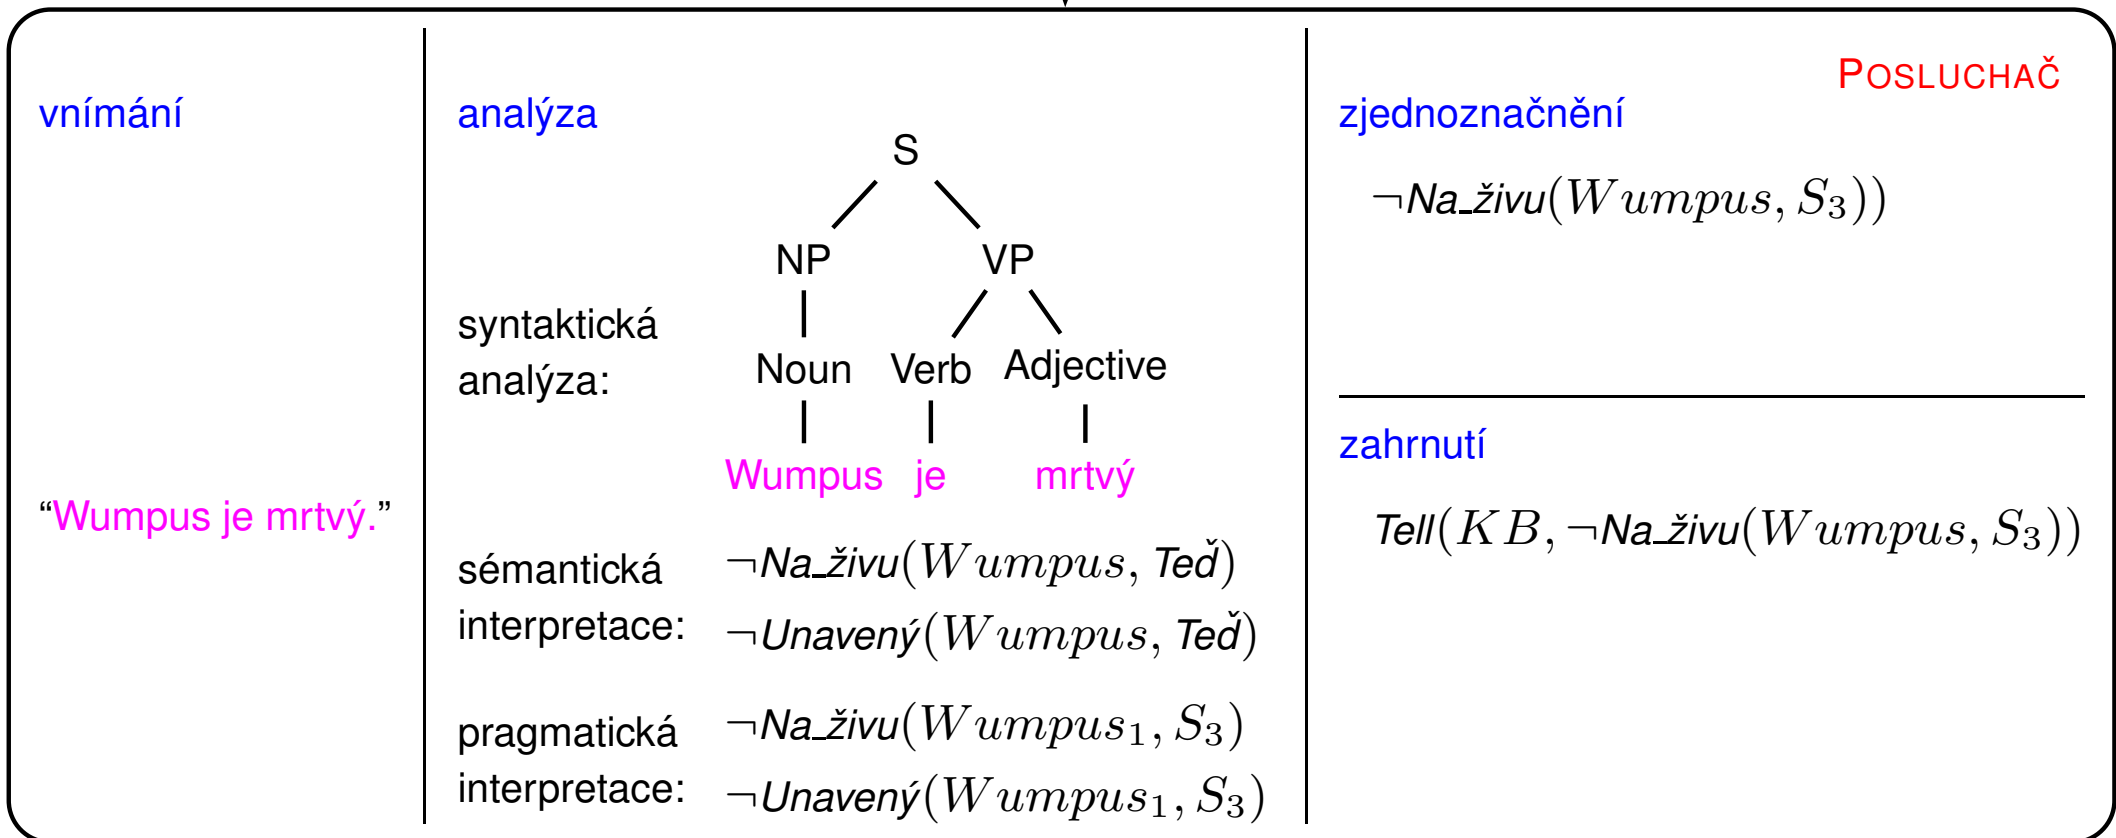 POSLUCHAČ
vnímání
“Wumpus je mrtvý.”
analýza
S
NP VP
syntaktická
analýza:
Noun Verb Adjective
Wumpus je mrtvý
sémantická
interpretace:
¬Na_živu(Wumpus, Teď)
¬Unavený(Wumpus, Teď)
pragmatická
interpretace:
¬Na_živu(Wumpus₁, S₃)
¬Unavený(Wumpus₁, S₃)
zjednoznačnění
¬Na_živu(Wumpus, S₃))
zahrnutí
Tell(KB, ¬Na_živu(Wumpus, S₃))